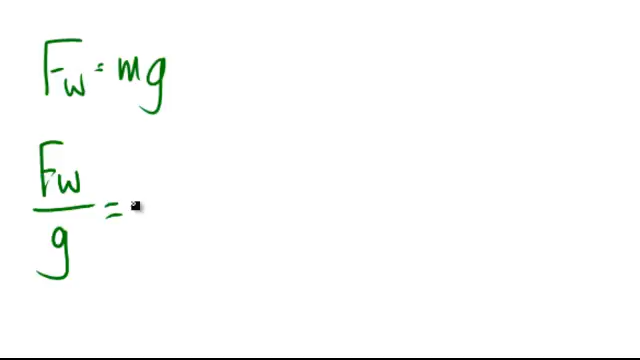 Fw = mg
Fw
g =